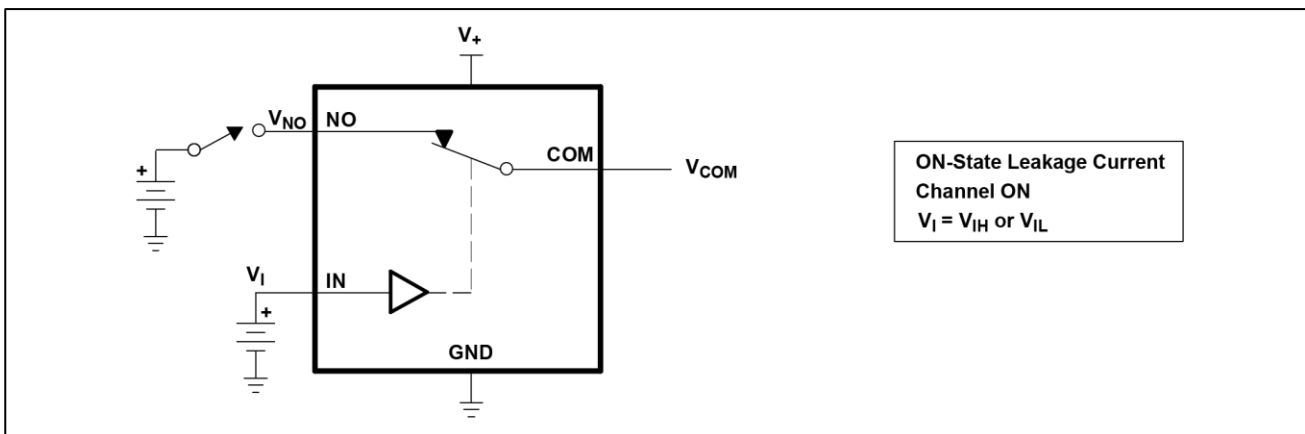 V+
VNO NO
COM
VCOM
+
VI IN
+
GND
ON-State Leakage Current
Channel ON
VI = VIH or VIL